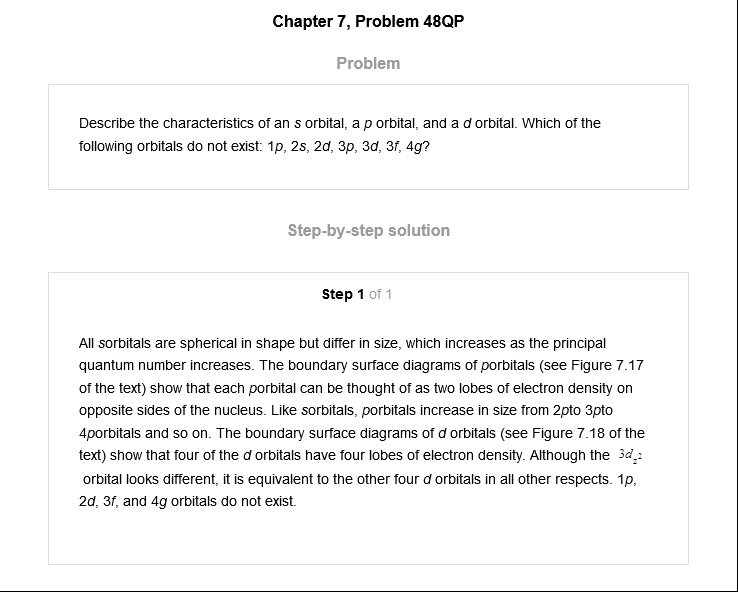 Chapter 7, Problem 48QP
Problem
Describe the characteristics of an s orbital, a p orbital, and a d orbital. Which of the
following orbitals do not exist: 1p, 2s, 2d, 3p, 3d, 3f, 4g?
Step-by-step solution
Step 1 of 1
All sorbitals are spherical in shape but differ in size, which increases as the principal
quantum number increases. The boundary surface diagrams of porbitals (see Figure 7.17
of the text) show that each porbital can be thought of as two lobes of electron density on
opposite sides of the nucleus. Like sorbitals, porbitals increase in size from 2pto 3pto
4porbitals and so on. The boundary surface diagrams of d orbitals (see Figure 7.18 of the
text) show that four of the d orbitals have four lobes of electron density. Although the 3d_z²
orbital looks different, it is equivalent to the other four d orbitals in all other respects. 1p,
2d, 3f, and 4g orbitals do not exist.